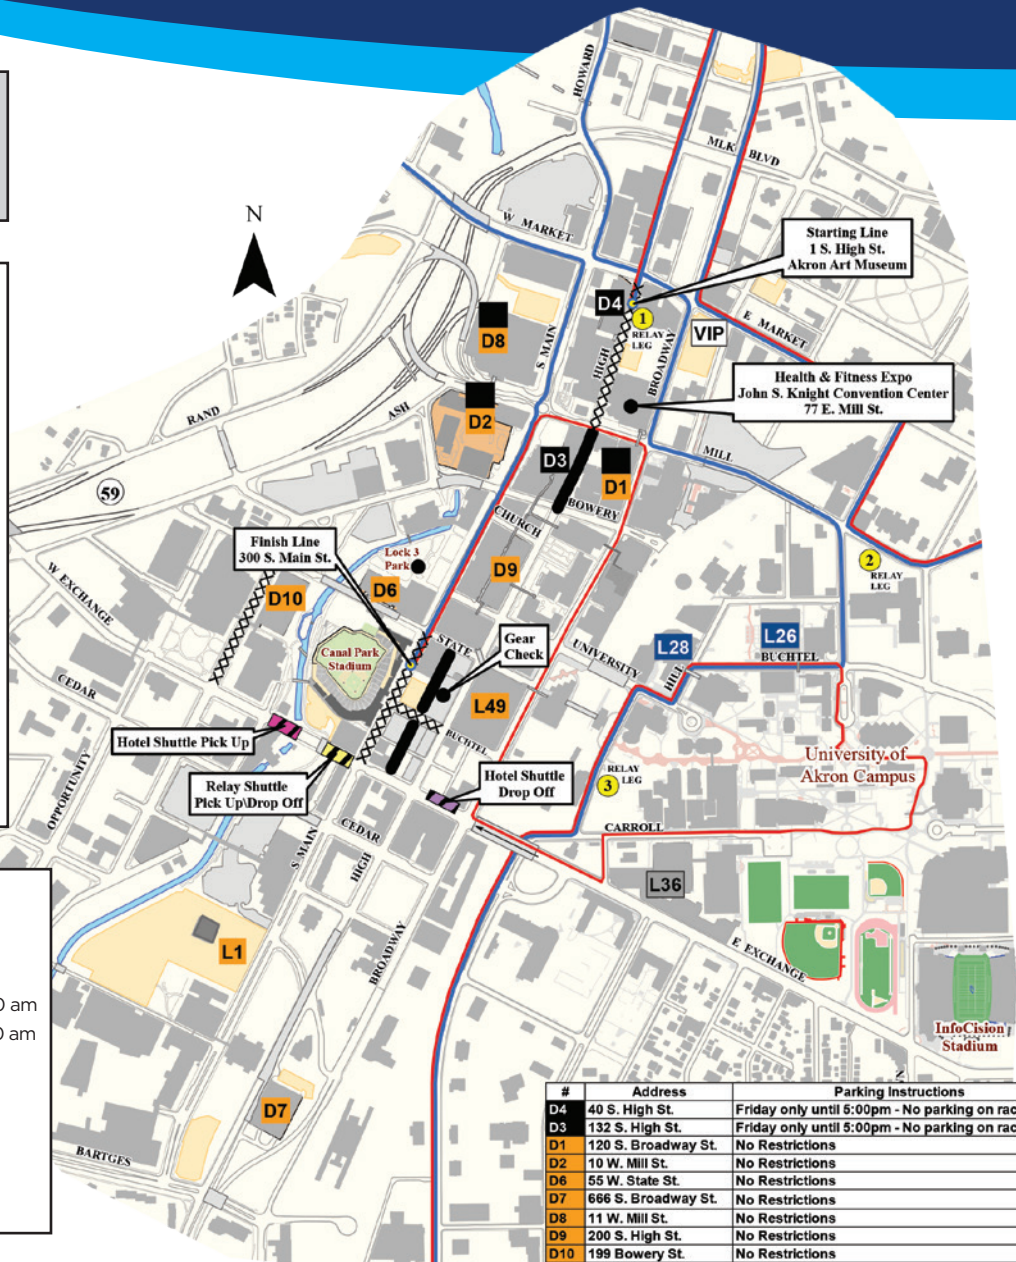 HOWARD
MLK BLVD
N
W MARKET
Starting Line
1 S. High St.
Akron Art Museum
D4
1
RELAY
LEG
VIP
E MARKET
D8
S MAIN
HIGH
BROADWAY
Health & Fitness Expo
John S. Knight Convention Center
77 E. Mill St.
RAND
ASH
D2
MILL
D3
D1
59
BOWERY
CHURCH
Finish Line
300 S. Main St.
Lock 3
Park
D9
2
RELAY
LEG
W EXCHANGE
D10
D6
STATE
Gear
Check
UNIVERSITY
L28
L26
BUCHTEL
HILL
Canal Park
Stadium
CEDAR
L49
BUCHTEL
Hotel Shuttle Pick Up
University of
Akron Campus
Relay Shuttle
Pick Up\Drop Off
Hotel Shuttle
Drop Off
RELAY
LEG
3
OPPORTUNITY
CEDAR
CARROLL
S MAIN
HIGH
L36
L1
BROADWAY
E EXCHANGE
0 am
0 am
InfoCision
Stadium
D7
BARTGES
# Address Parking Instructions
D4 40 S. High St. Friday only until 5:00pm - No parking on rac
D3 132 S. High St. Friday only until 5:00pm - No parking on rac
D1 120 S. Broadway St. No Restrictions
D2 10 W. Mill St. No Restrictions
D6 55 W. State St. No Restrictions
D7 666 S. Broadway St. No Restrictions
D8 11 W. Mill St. No Restrictions
D9 200 S. High St. No Restrictions
D10 199 Bowery St. No Restrictions